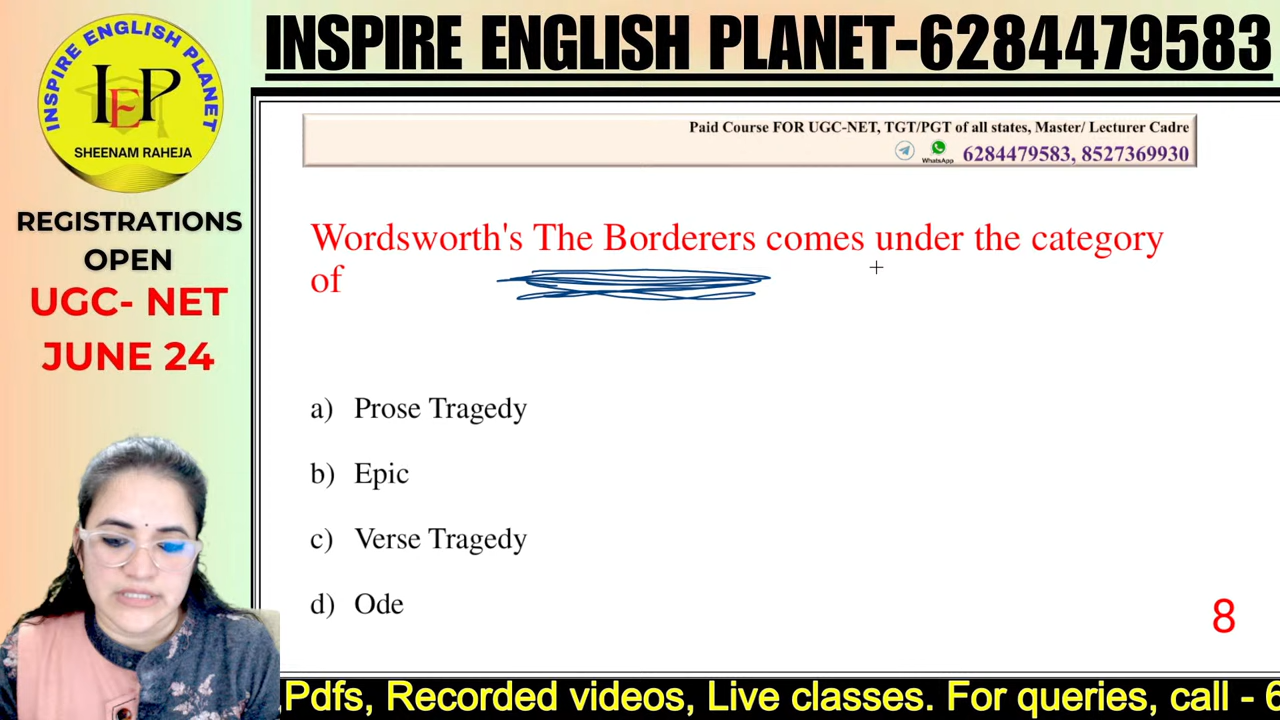 INSPIRE ENGLISH PLANET
IEP
SHEENAM RAHEJA
REGISTRATIONS
OPEN
UGC- NET
JUNE 24
INSPIRE ENGLISH PLANET-6284479583
Paid Course FOR UGC-NET, TGT/PGT of all states, Master/ Lecturer Cadre
WhatsApp 6284479583, 8527369930
Wordsworth's The Borderers comes under the category
of
a) Prose Tragedy
b) Epic
c) Verse Tragedy
d) Ode
8
,Pdfs, Recorded videos, Live classes. For queries, call - 6